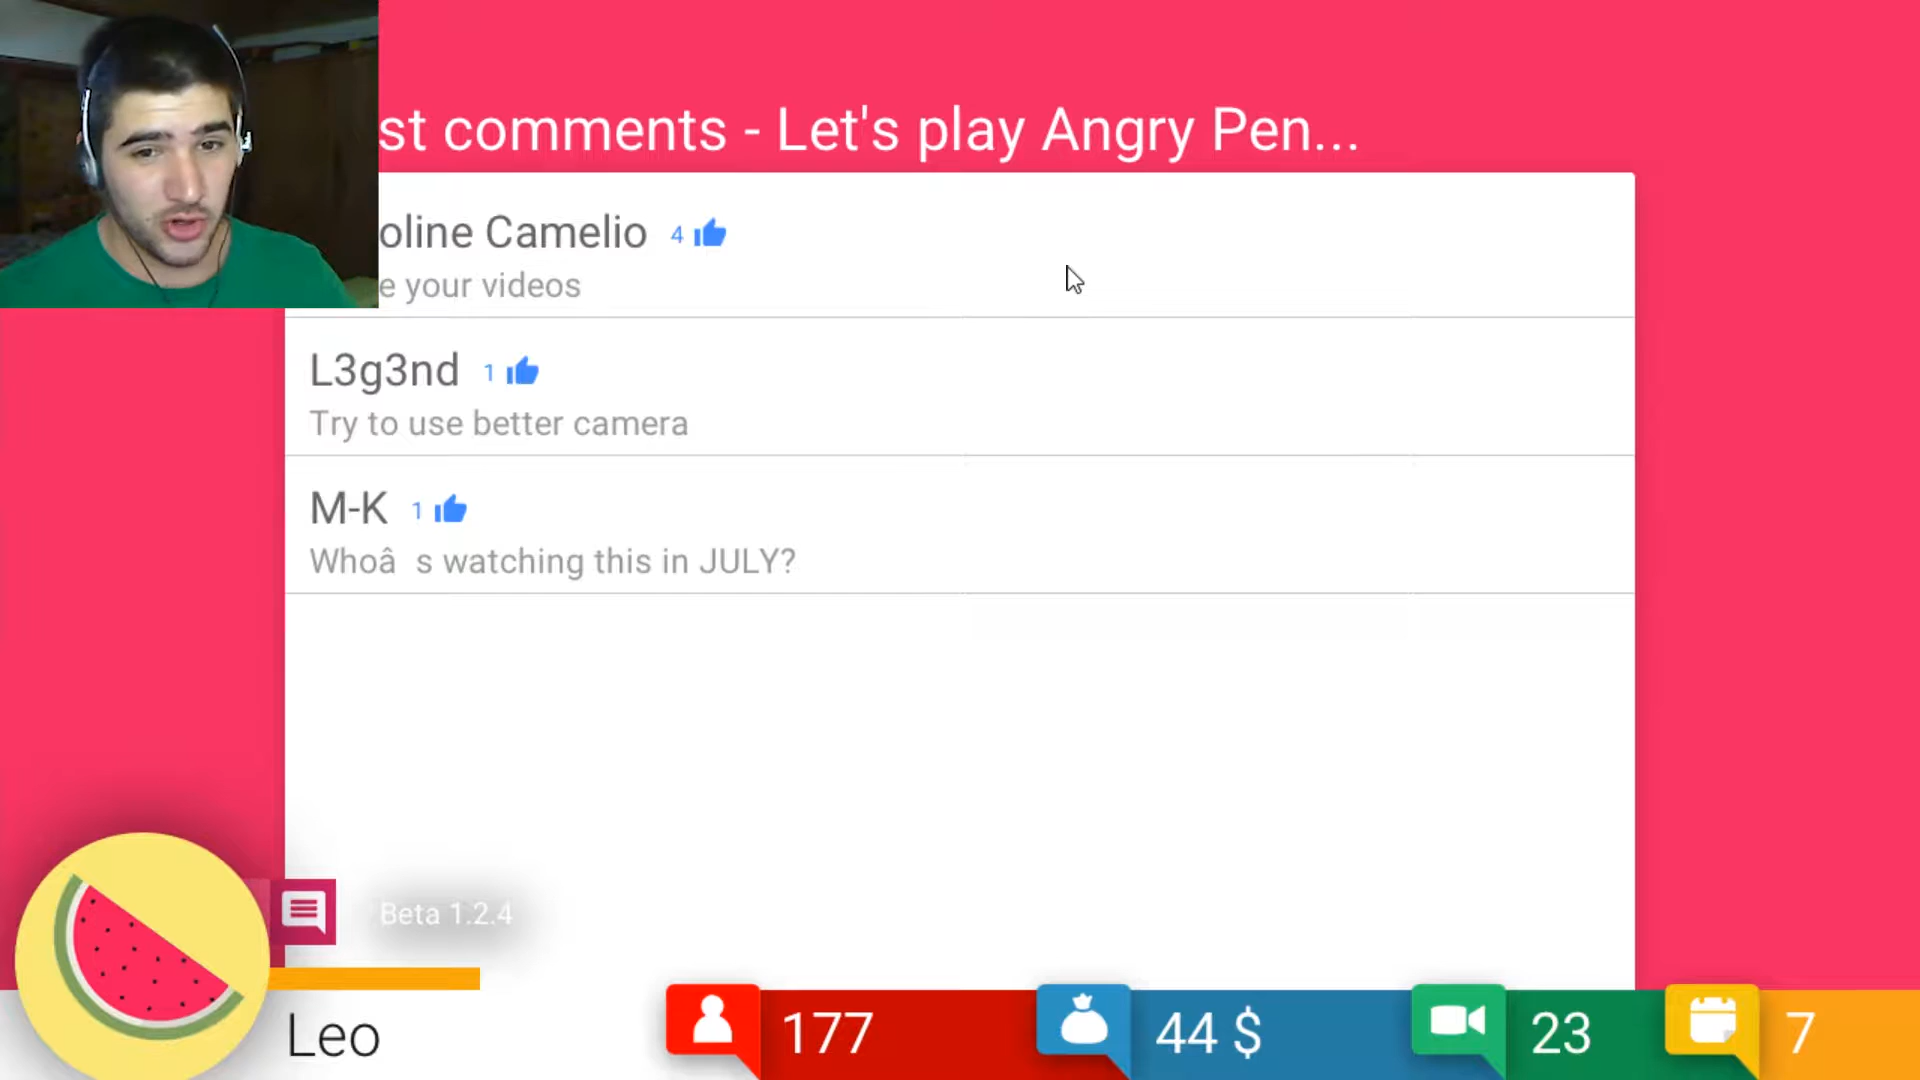 st comments - Let's play Angry Pen...
oline Camelio 4
e your videos
L3g3nd 1
Try to use better camera
M-K 1
Whoâ s watching this in JULY?
Beta 1.2.4
Leo
177
44 $
23
7